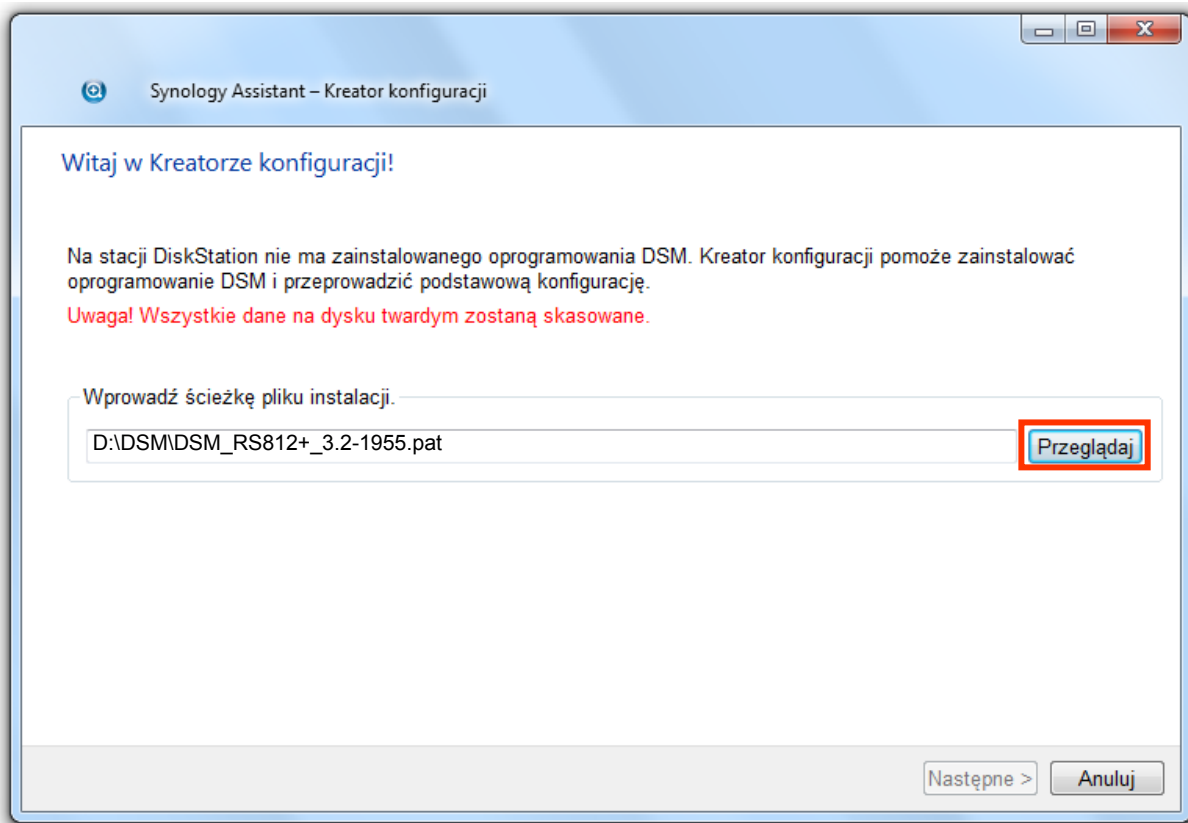 Synology Assistant – Kreator konfiguracji
Witaj w Kreatorze konfiguracji!
Na stacji DiskStation nie ma zainstalowanego oprogramowania DSM. Kreator konfiguracji pomoże zainstalować
oprogramowanie DSM i przeprowadzić podstawową konfigurację.
Uwaga! Wszystkie dane na dysku twardym zostaną skasowane.
Wprowadź ścieżkę pliku instalacji.
D:\DSM\DSM_RS812+_3.2-1955.pat
Przeglądaj
Następne >
Anuluj